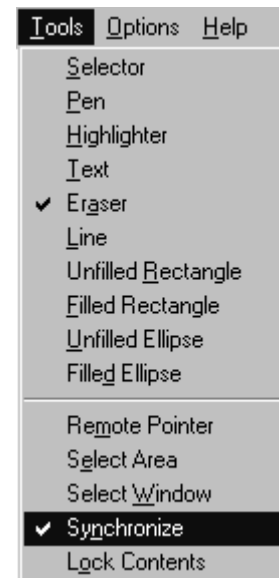 Tools Options Help
Selector
Pen
Highlighter
Text
Eraser
Line
Unfilled Rectangle
Filled Rectangle
Unfilled Ellipse
Filled Ellipse
Remote Pointer
Select Area
Select Window
Synchronize
Lock Contents